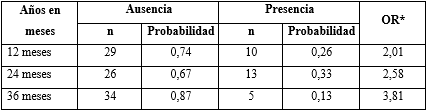 Años en meses Ausencia Presencia OR*
n Probabilidad n Probabilidad
12 meses 29 0,74 10 0,26 2,01
24 meses 26 0,67 13 0,33 2,58
36 meses 34 0,87 5 0,13 3,81